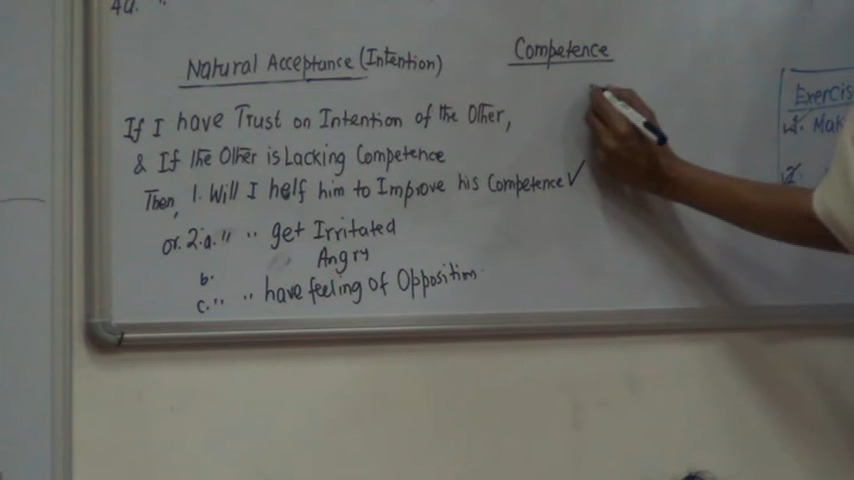 4a. "
Natural Acceptance (Intention)
Competence
If I have Trust on Intention of the Other,
& If the Other is Lacking Competence
Then, 1. Will I helf him to Improve his Competence ✓
or 2.a. " " get Irritated
b. Angry
c. " " have feeling of Opposition.
Exercis
1. Mak
2.